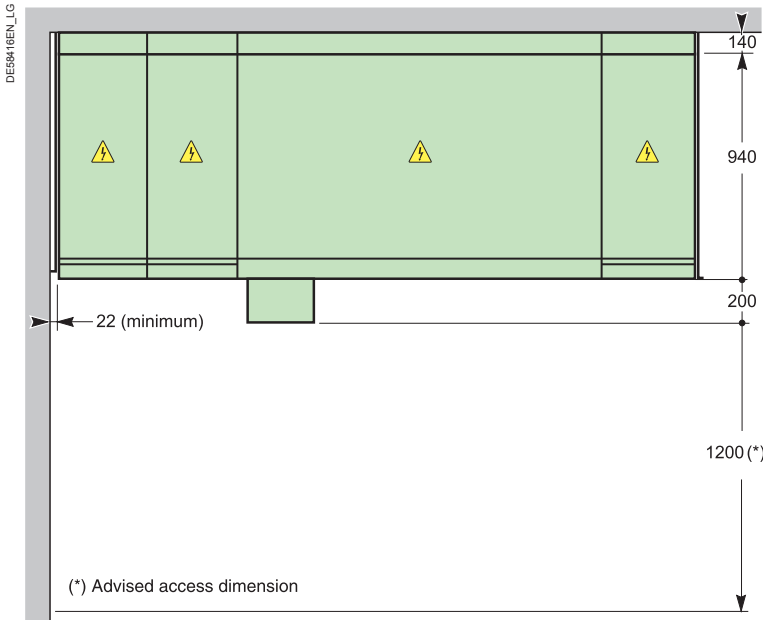 DE58416EN_LG
140
940
200
22 (minimum)
1200 (*)
(*) Advised access dimension